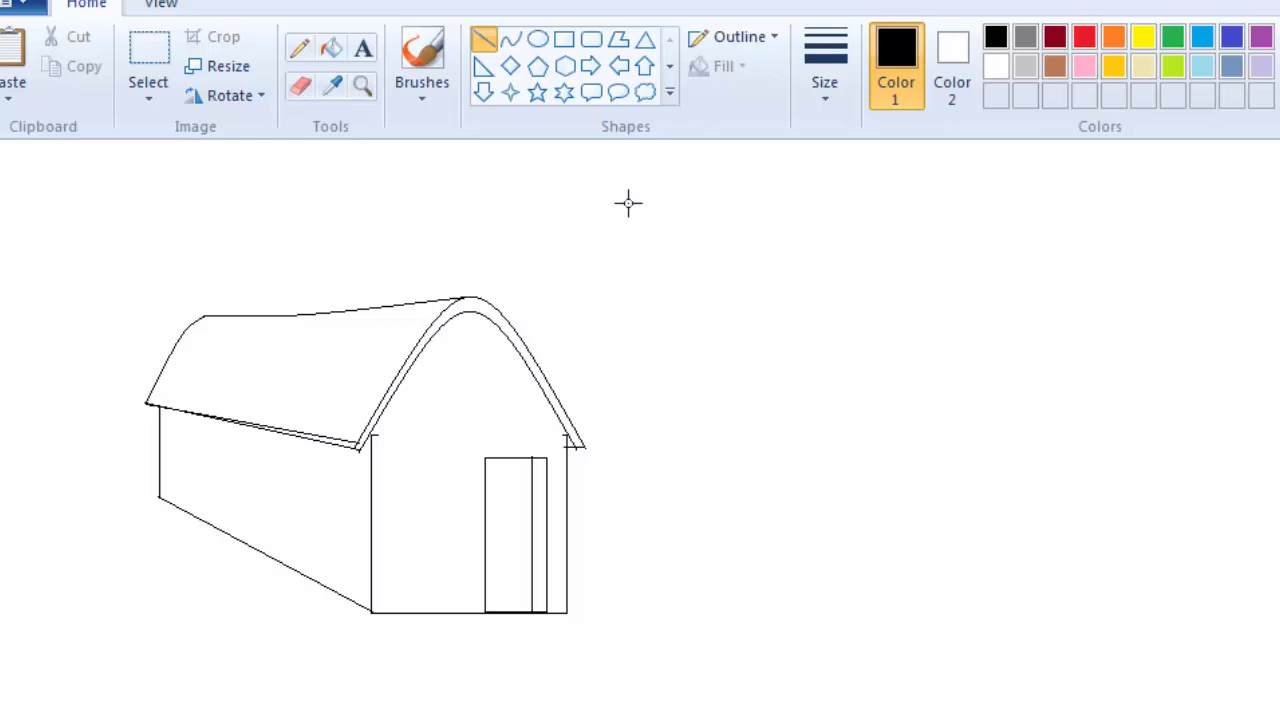 Home View
Cut
Crop
Outline
Copy
Resize
Fill
Select
Rotate
A
Brushes
Size
Color 1
Color 2
Clipboard
Image
Tools
Shapes
Colors